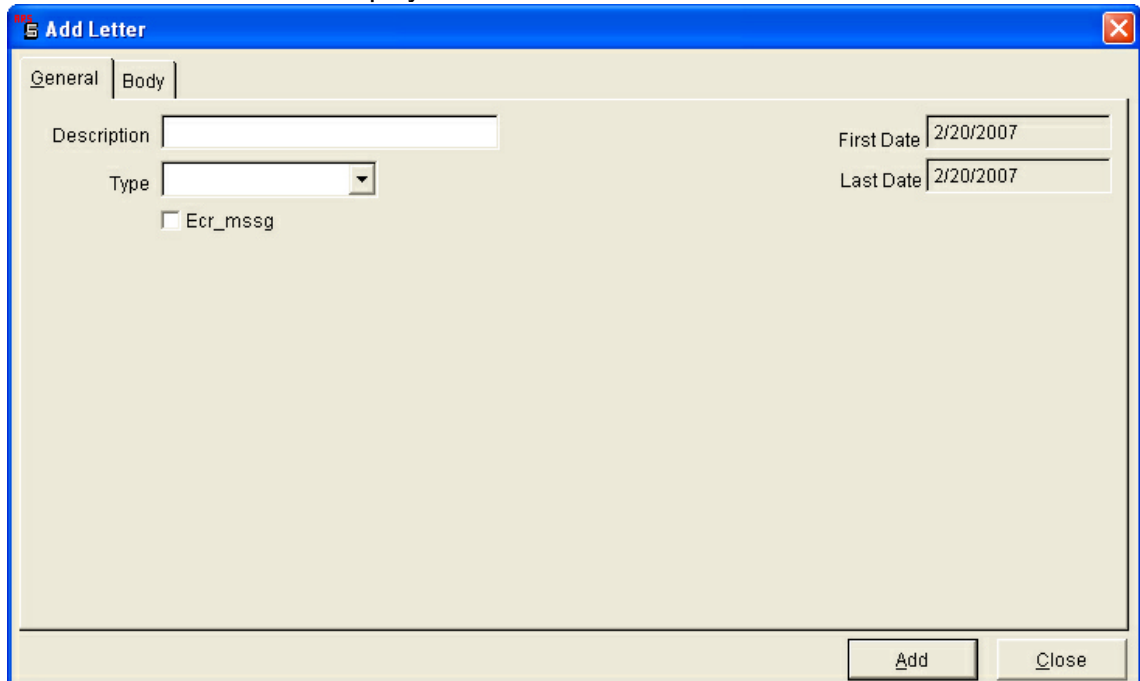 Add Letter
General Body
Description
First Date 2/20/2007
Type
Last Date 2/20/2007
Ecr_mssg
Add Close